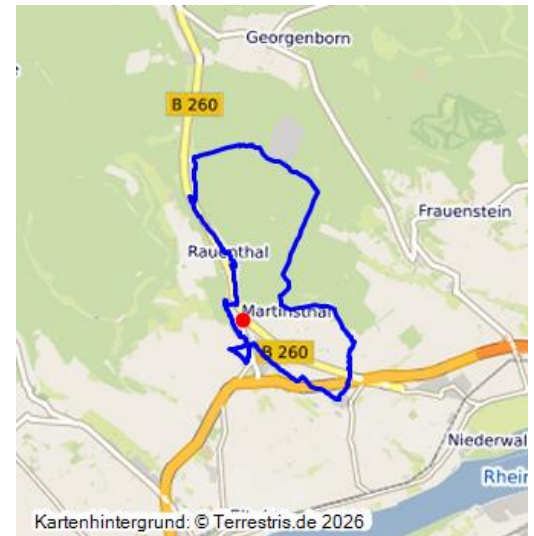 Georgenborn
B 260
Frauenstein
Rauenthal
Martinsthal
B 260
Niederwal
Rhein
Kartenhintergrund: © Terrestris.de 2026